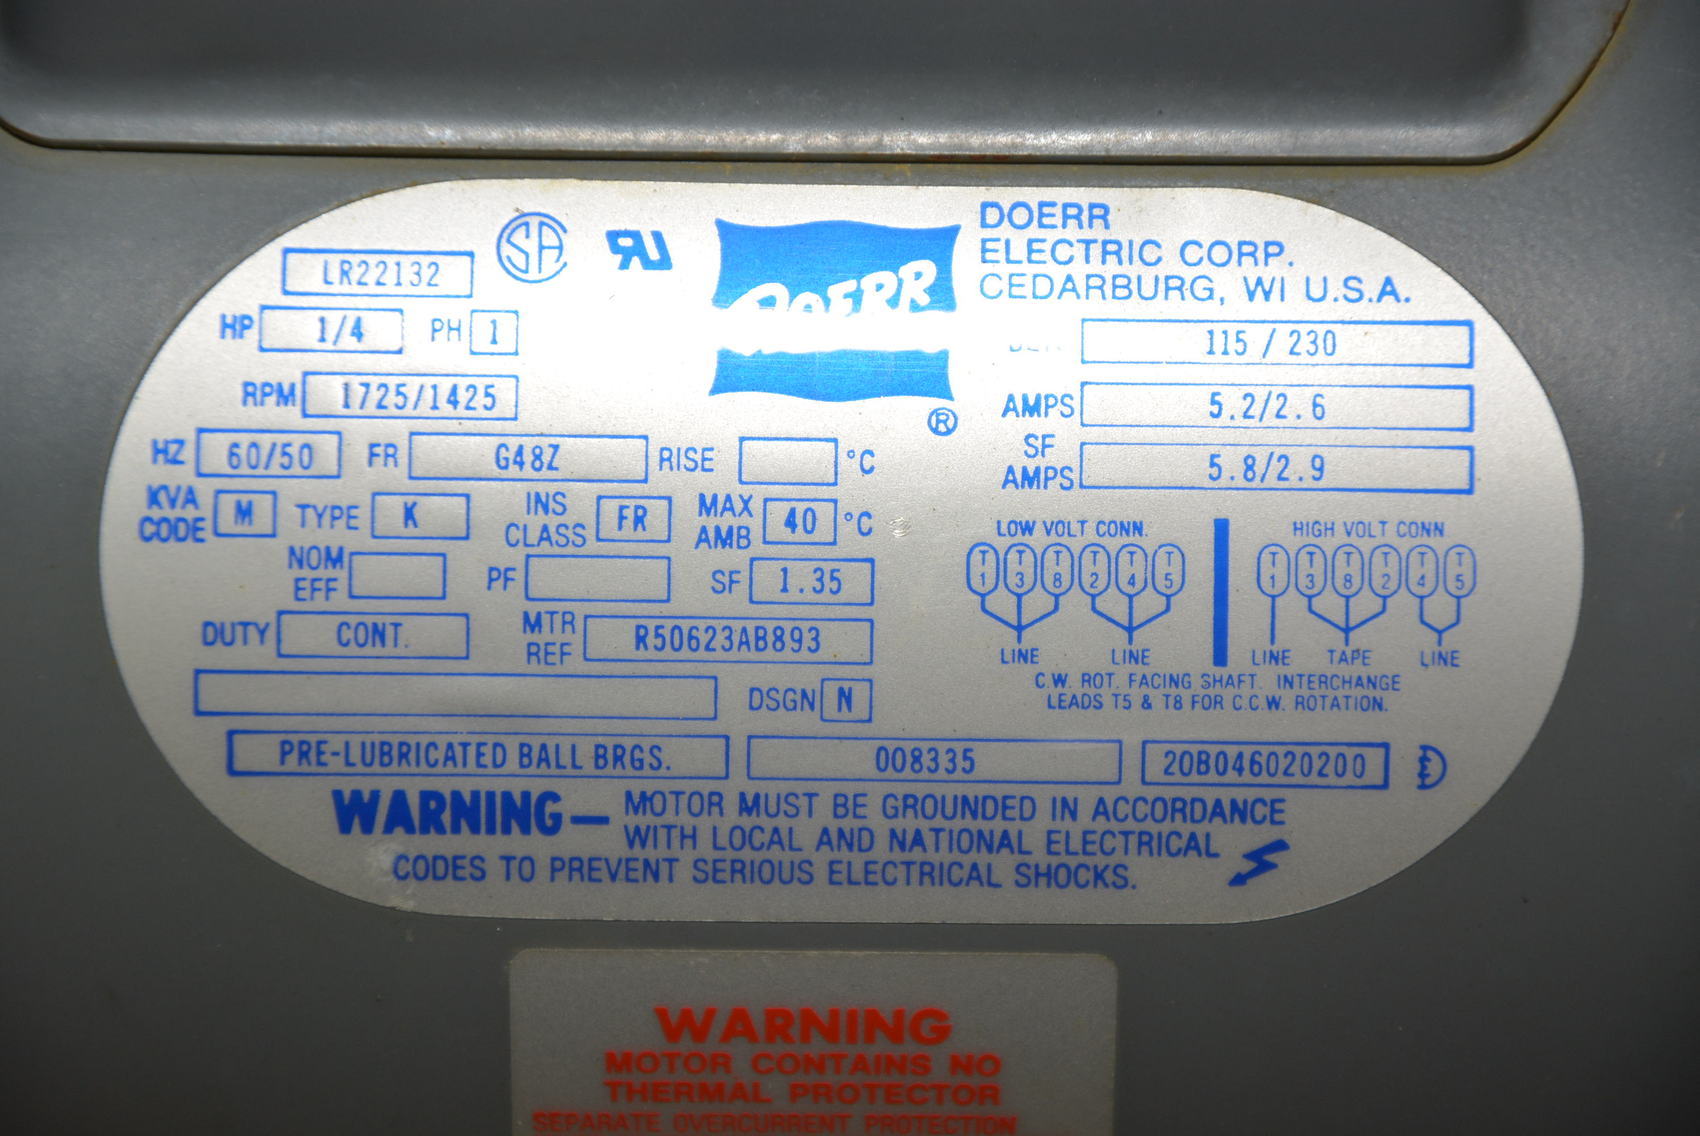 LR22132
SA
DOERR
DOERR
ELECTRIC CORP.
CEDARBURG, WI U.S.A.
HP 1/4 PH 1
115 / 230
RPM 1725/1425
AMPS 5.2/2.6
®
HZ 60/50 FR G48Z RISE °C
SF AMPS 5.8/2.9
KVA CODE M TYPE K INS CLASS FR MAX AMB 40 °C
NOM EFF PF SF 1.35
DUTY CONT. MTR REF R50623AB893
DSGN N
LOW VOLT CONN.
T1 T3 T8 T2 T4 T5
LINE LINE
HIGH VOLT CONN
T1 T3 T8 T2 T4 T5
LINE TAPE LINE
C.W. ROT. FACING SHAFT. INTERCHANGE
LEADS T5 & T8 FOR C.C.W. ROTATION.
PRE-LUBRICATED BALL BRGS. 008335 20B046020200
WARNING— MOTOR MUST BE GROUNDED IN ACCORDANCE
WITH LOCAL AND NATIONAL ELECTRICAL
CODES TO PREVENT SERIOUS ELECTRICAL SHOCKS.
WARNING
MOTOR CONTAINS NO
THERMAL PROTECTOR
SEPARATE OVERCURRENT PROTECTION